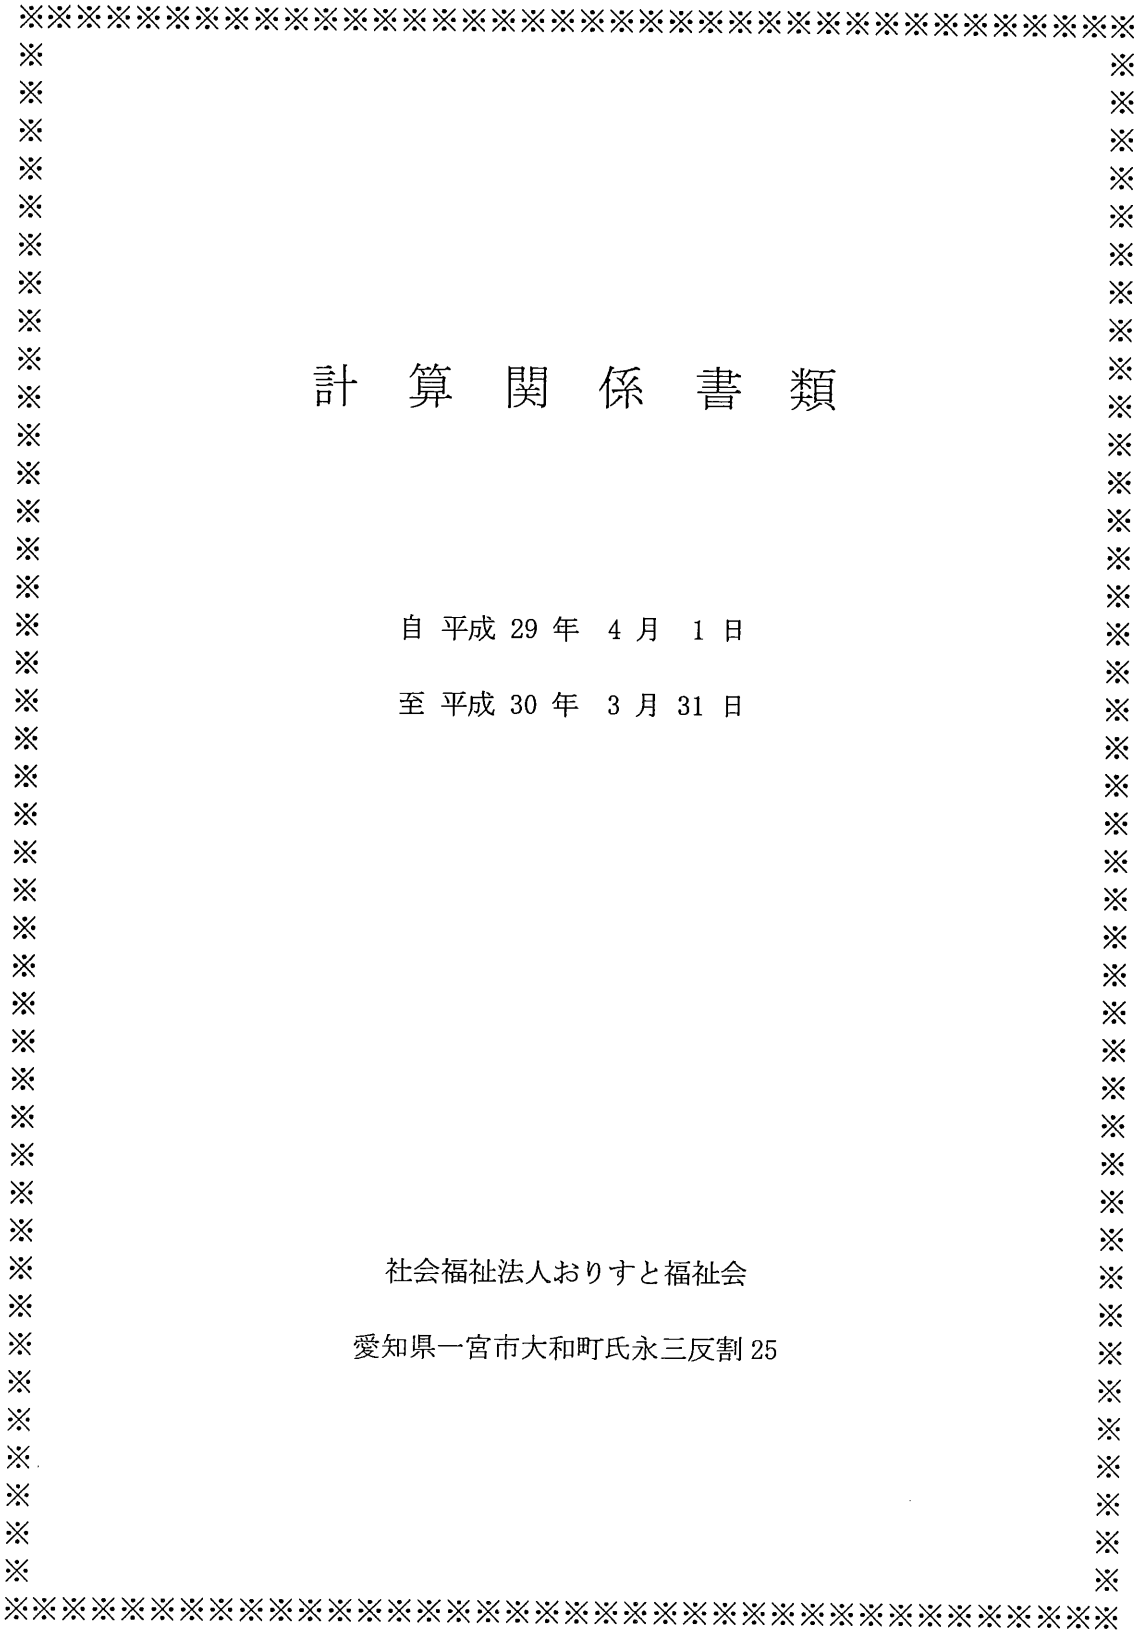 計算関係書類
自 平成 29 年 4 月 1 日
至 平成 30 年 3 月 31 日
社会福祉法人おりすと福祉会
愛知県一宮市大和町氏永三反割 25